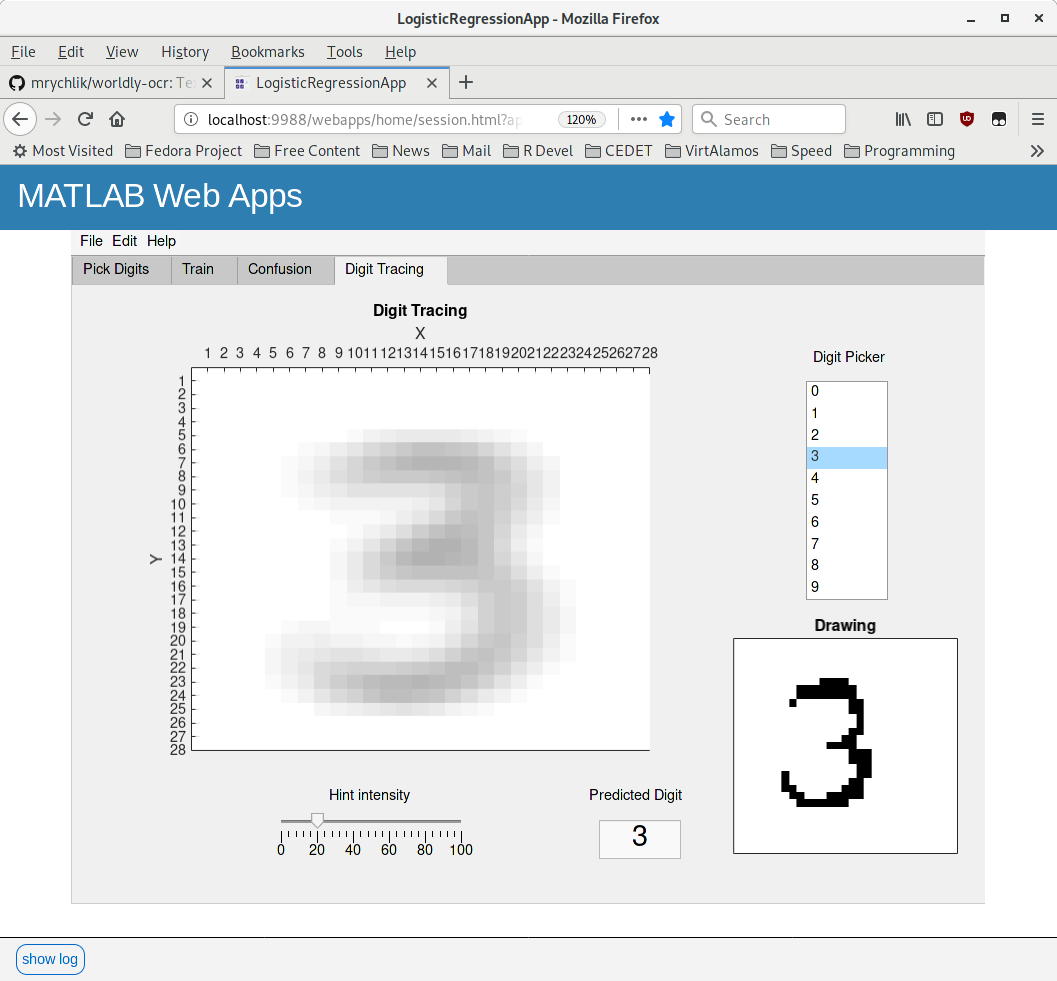 LogisticRegressionApp - Mozilla Firefox
File Edit View History Bookmarks Tools Help
mrychlik/worldly-ocr: Te LogisticRegressionApp
localhost:9988/webapps/home/session.html?ap 120% Search
Most Visited Fedora Project Free Content News Mail R Devel CEDET VirtAlamos Speed Programming
MATLAB Web Apps
File Edit Help
Pick Digits Train Confusion Digit Tracing
Digit Tracing
X
1 2 3 4 5 6 7 8 9 10 11 12 13 14 15 16 17 18 19 20 21 22 23 24 25 26 27 28
Y
1
2
3
4
5
6
7
8
9
10
11
12
13
14
15
16
17
18
19
20
21
22
23
24
25
26
27
28
3
Digit Picker
0
1
2
3
4
5
6
7
8
9
Drawing
3
Hint intensity
0 20 40 60 80 100
Predicted Digit
3
show log